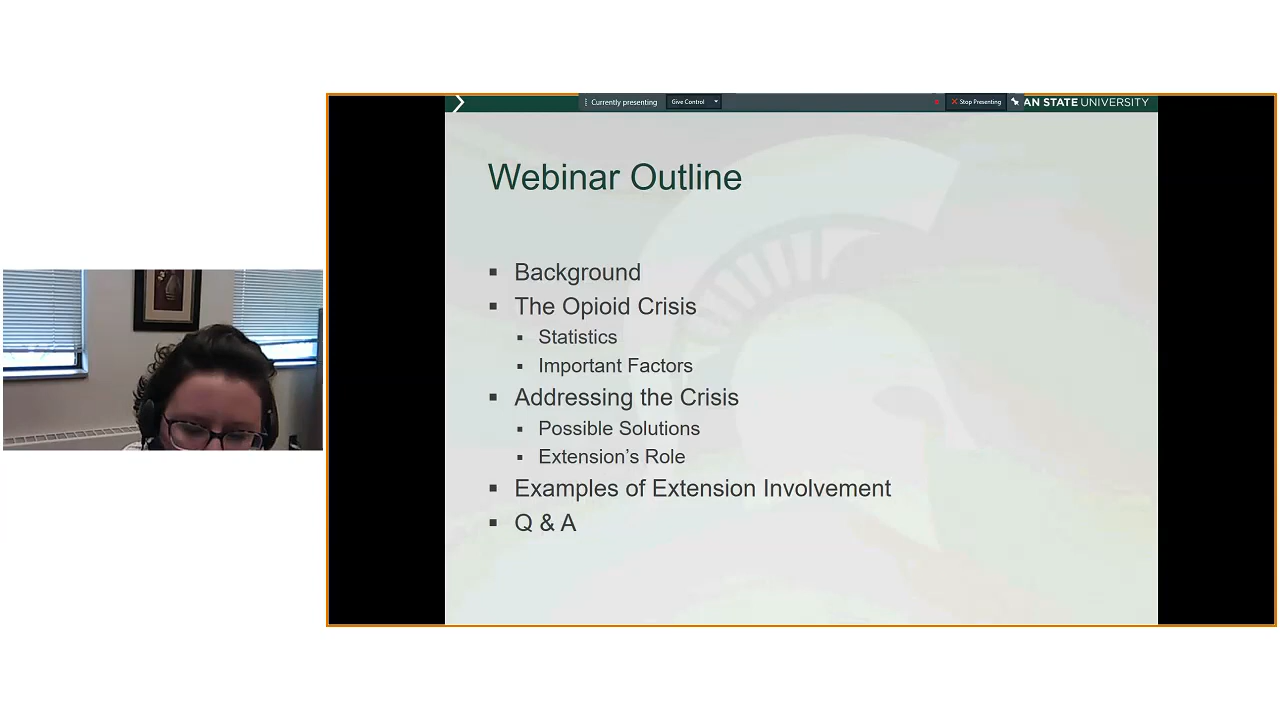 Currently presenting
Give Control
Stop Presenting
AN STATE UNIVERSITY
Webinar Outline
Background
The Opioid Crisis
Statistics
Important Factors
Addressing the Crisis
Possible Solutions
Extension’s Role
Examples of Extension Involvement
Q & A